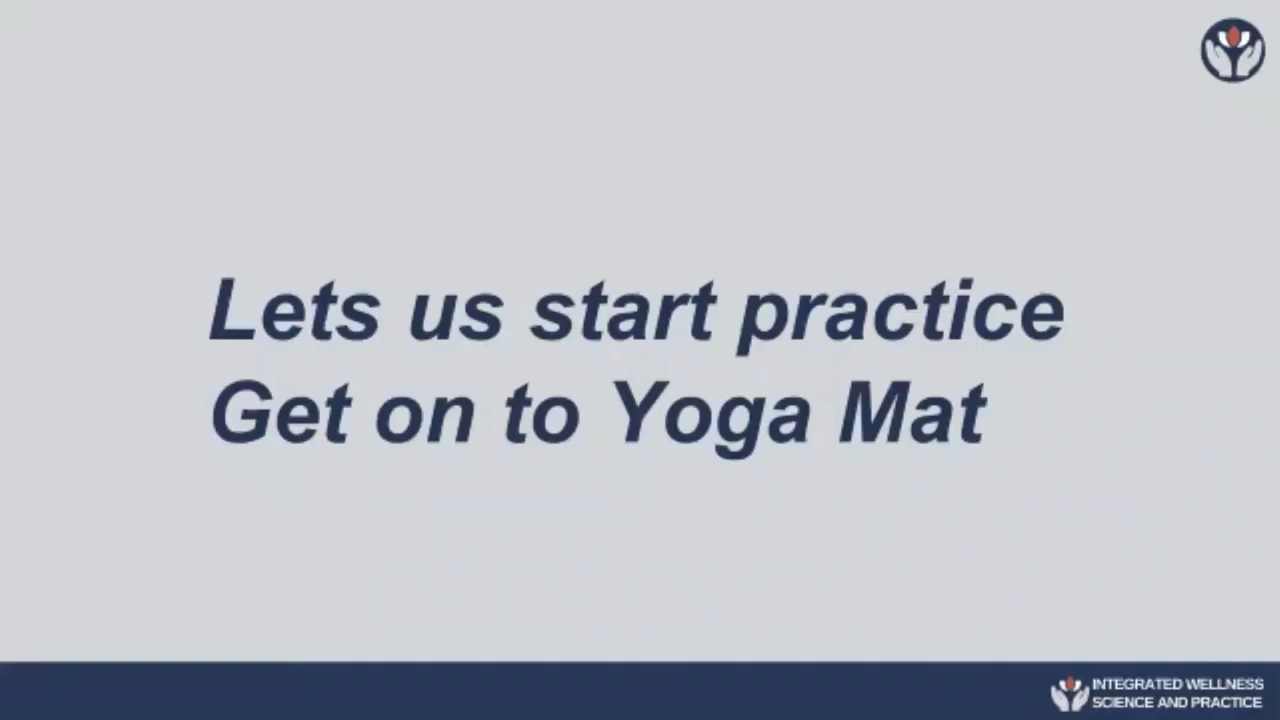 Lets us start practice
Get on to Yoga Mat
INTEGRATED WELLNESS
SCIENCE AND PRACTICE